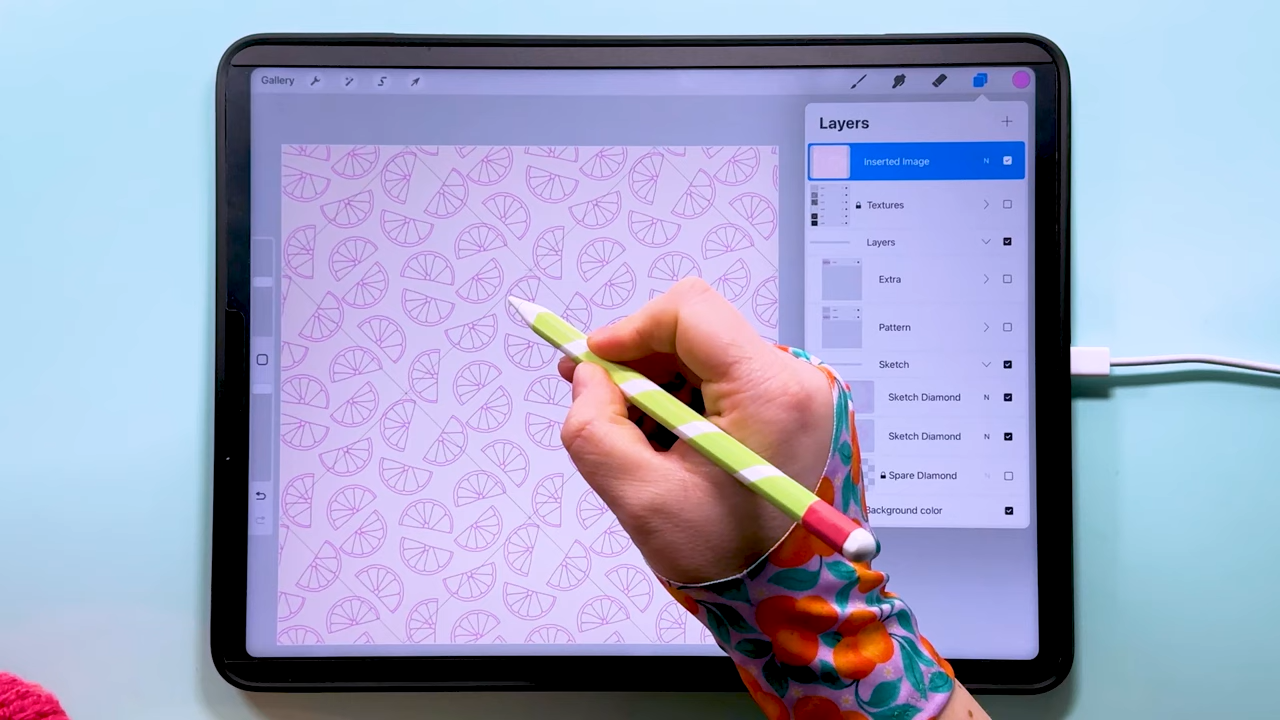 Gallery
Layers
Inserted Image N
Textures
Layers
Extra
Pattern
Sketch
Sketch Diamond N
Sketch Diamond N
Spare Diamond N
Background color